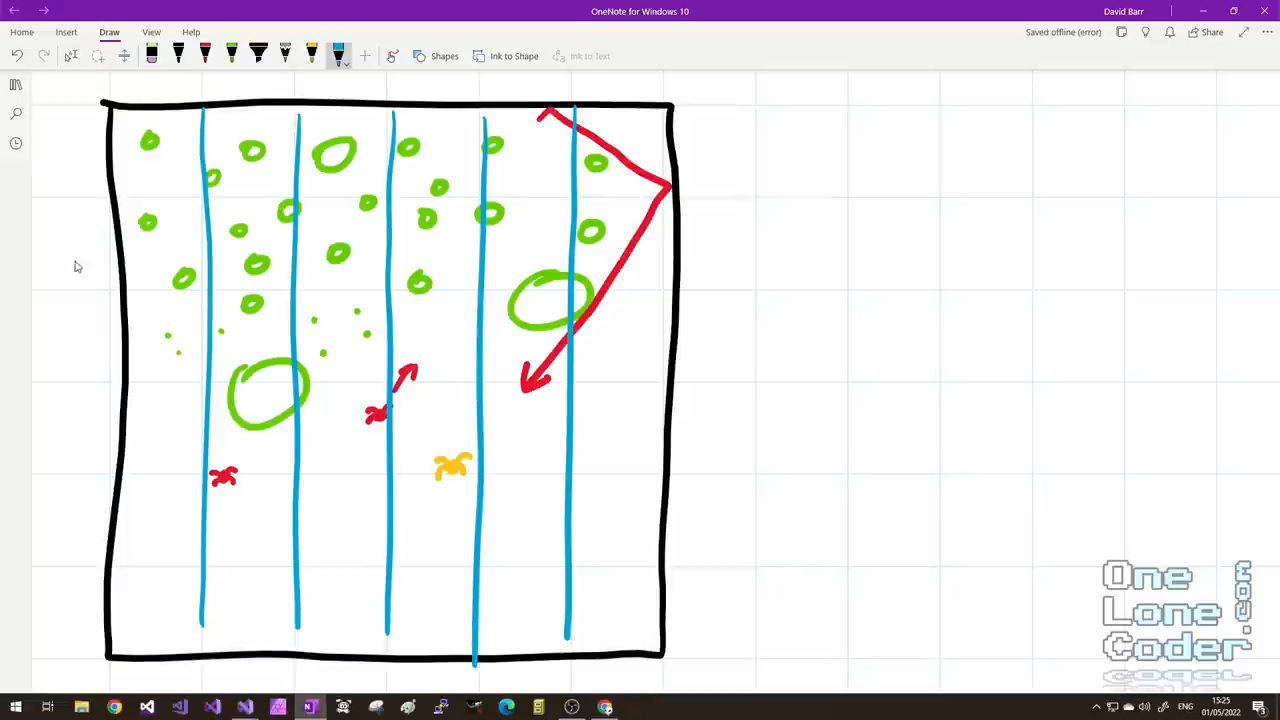 OneNote for Windows 10
David Barr
Home Insert Draw View Help
Saved offline (error)
Share
Shapes
Ink to Shape
Ink to Text
One
Lone
Coder
.com
ENG
15:25
01/05/2022